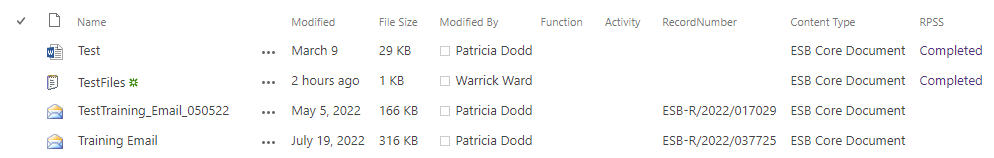 Name Modified File Size Modified By Function Activity RecordNumber Content Type RPSS
Test ... March 9 29 KB Patricia Dodd ESB Core Document Completed
TestFiles ... 2 hours ago 1 KB Warrick Ward ESB Core Document Completed
TestTraining_Email_050522 ... May 5, 2022 166 KB Patricia Dodd ESB-R/2022/017029 ESB Core Document
Training Email ... July 19, 2022 316 KB Patricia Dodd ESB-R/2022/037725 ESB Core Document